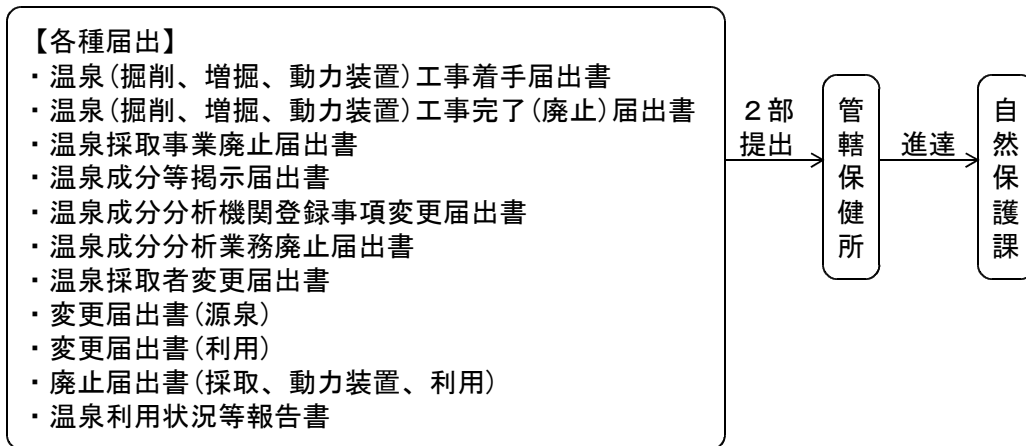 【各種届出】
・温泉(掘削、増掘、動力装置)工事着手届出書
・温泉(掘削、増掘、動力装置)工事完了(廃止)届出書
・温泉採取事業廃止届出書
・温泉成分等掲示届出書
・温泉成分分析機関登録事項変更届出書
・温泉成分分析業務廃止届出書
・温泉採取者変更届出書
・変更届出書(源泉)
・変更届出書(利用)
・廃止届出書(採取、動力装置、利用)
・温泉利用状況等報告書
２部
提出
管轄保健所
進達
自然保護課